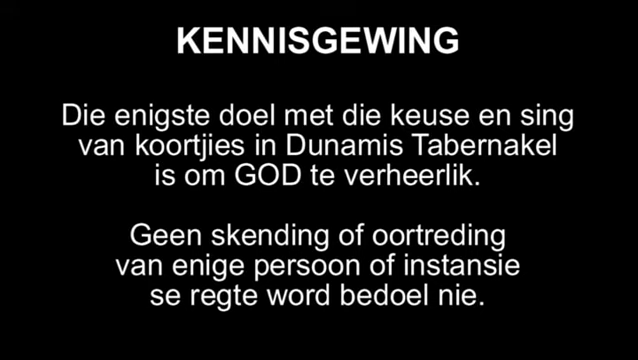 KENNISGEWING
Die enigste doel met die keuse en sing
van koortjies in Dunamis Tabernakel
is om GOD te verheerlik.
Geen skending of oortreding
van enige persoon of instansie
se regte word bedoel nie.